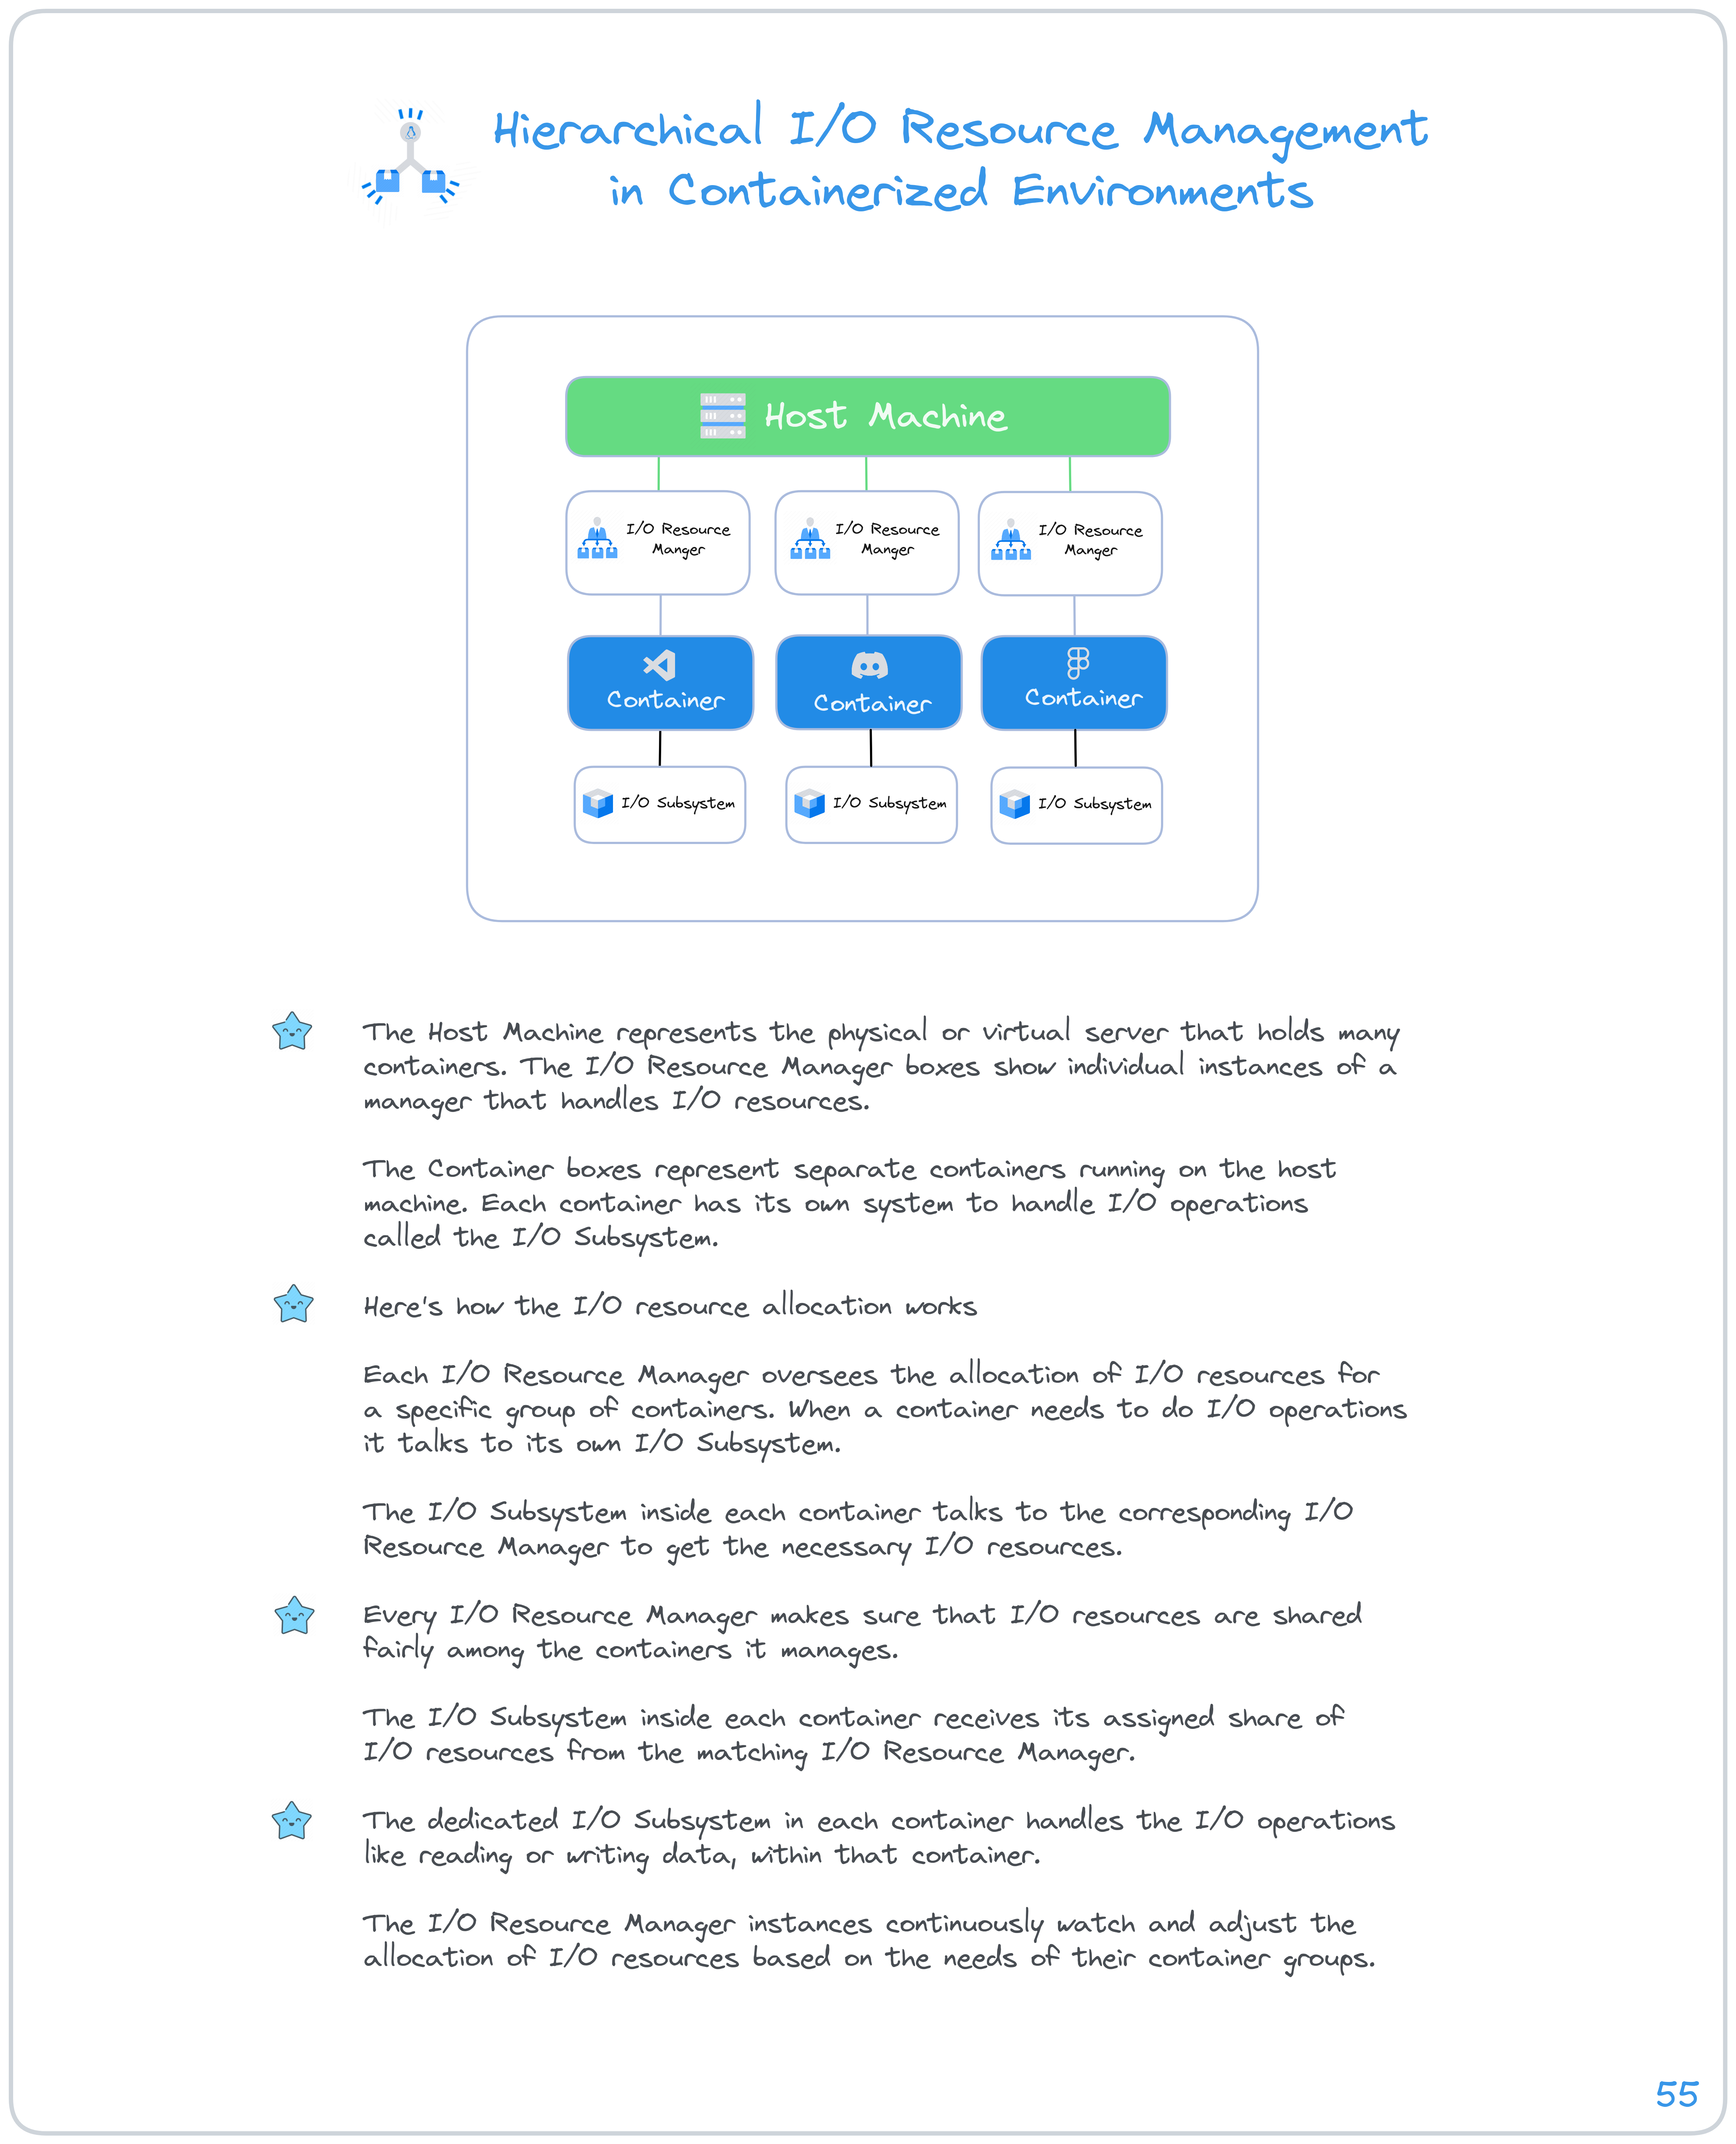 Hierarchical I/O Resource Management
in Containerized Environments
Host Machine
I/O Resource
Manger
I/O Resource
Manger
I/O Resource
Manger
Container
Container
Container
I/O Subsystem
I/O Subsystem
I/O Subsystem
The Host Machine represents the physical or virtual server that holds many
containers. The I/O Resource Manager boxes show individual instances of a
manager that handles I/O resources.
The Container boxes represent separate containers running on the host
machine. Each container has its own system to handle I/O operations
called the I/O Subsystem.
Here's how the I/O resource allocation works
Each I/O Resource Manager oversees the allocation of I/O resources for
a specific group of containers. When a container needs to do I/O operations
it talks to its own I/O Subsystem.
The I/O Subsystem inside each container talks to the corresponding I/O
Resource Manager to get the necessary I/O resources.
Every I/O Resource Manager makes sure that I/O resources are shared
fairly among the containers it manages.
The I/O Subsystem inside each container receives its assigned share of
I/O resources from the matching I/O Resource Manager.
The dedicated I/O Subsystem in each container handles the I/O operations
like reading or writing data, within that container.
The I/O Resource Manager instances continuously watch and adjust the
allocation of I/O resources based on the needs of their container groups.
55